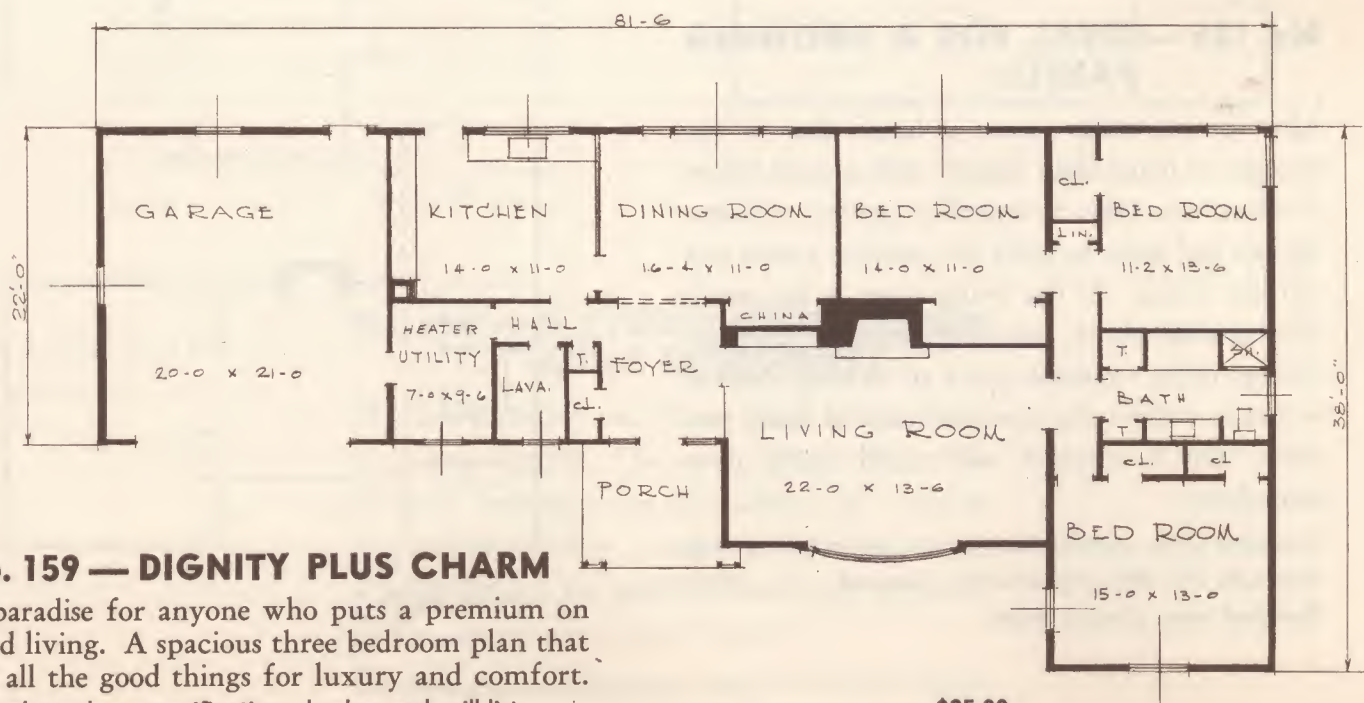 81-6
GARAGE
KITCHEN
DINING ROOM
BED ROOM
cL.
BED ROOM
LIN.
14-0 x 11-0
16-4 x 11-0
14-0 x 11-0
11-2 x 13-6
22'-0"
CHINA
HEATER
UTILITY
7-0 x 9-6
HALL
T.
FOYER
20-0 x 21-0
LAVA.
cL.
T.
SH.
BATH
T
38'-0"
LIVING ROOM
22-0 x 13-6
cL.
cL
PORCH
BED ROOM
15-0 x 13-0
. 159 — DIGNITY PLUS CHARM
paradise for anyone who puts a premium on
d living. A spacious three bedroom plan that
all the good things for luxury and comfort.